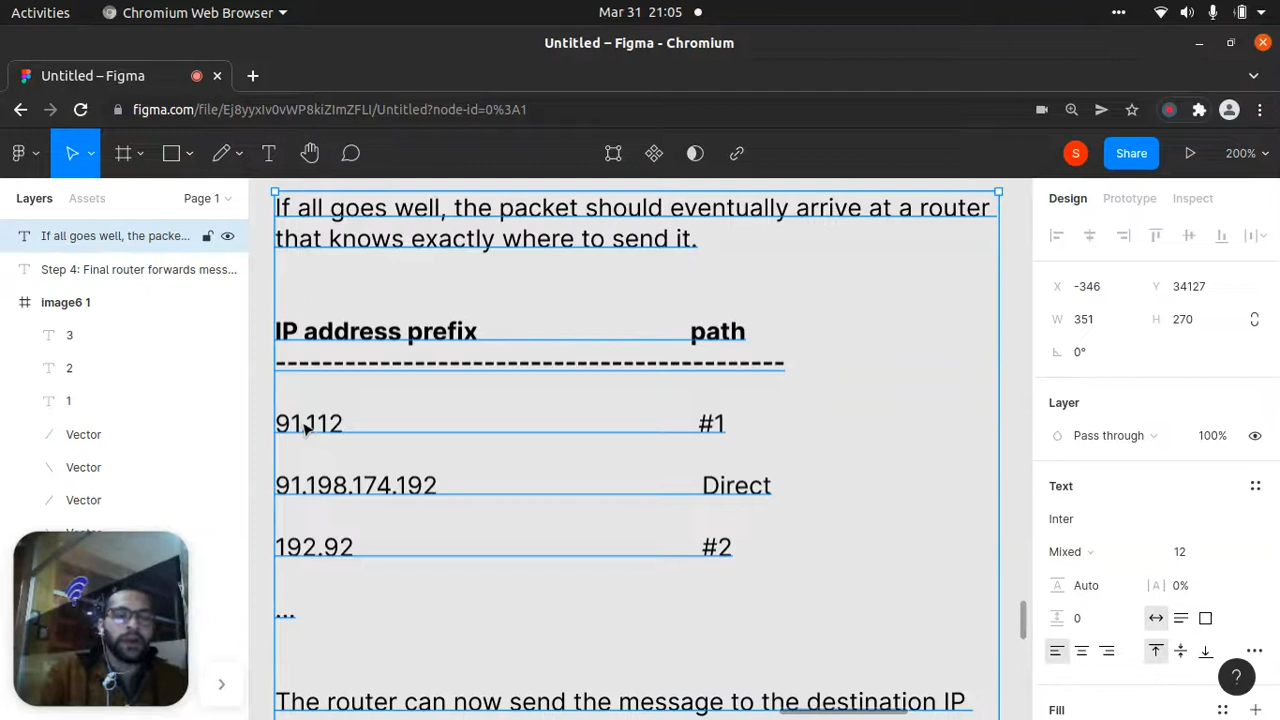 Activities
Chromium Web Browser
Mar 31 21:05
Untitled – Figma - Chromium
Untitled – Figma
figma.com/file/Ej8yyxIv0vWP8kiZImZFLI/Untitled?node-id=0%3A1
S
Share
200%
Layers
Assets
Page 1
If all goes well, the packe...
Step 4: Final router forwards mess...
image6 1
3
2
1
Vector
Vector
Vector
If all goes well, the packet should eventually arrive at a router
that knows exactly where to send it.
IP address prefix path
--------------------------------------------
91.112 #1
91.198.174.192 Direct
192.92 #2
...
The router can now send the message to the destination IP
Design
Prototype
Inspect
X -346 Y 34127
W 351 H 270
0°
Layer
Pass through 100%
Text
Inter
Mixed 12
Auto |A| 0%
0
?
Fill